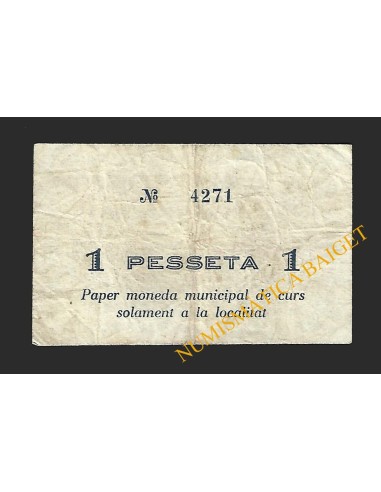 № 4271
1 PESSETA 1
Paper moneda municipal de curs
solament a la localitat
NUMISMATICA BAIGET